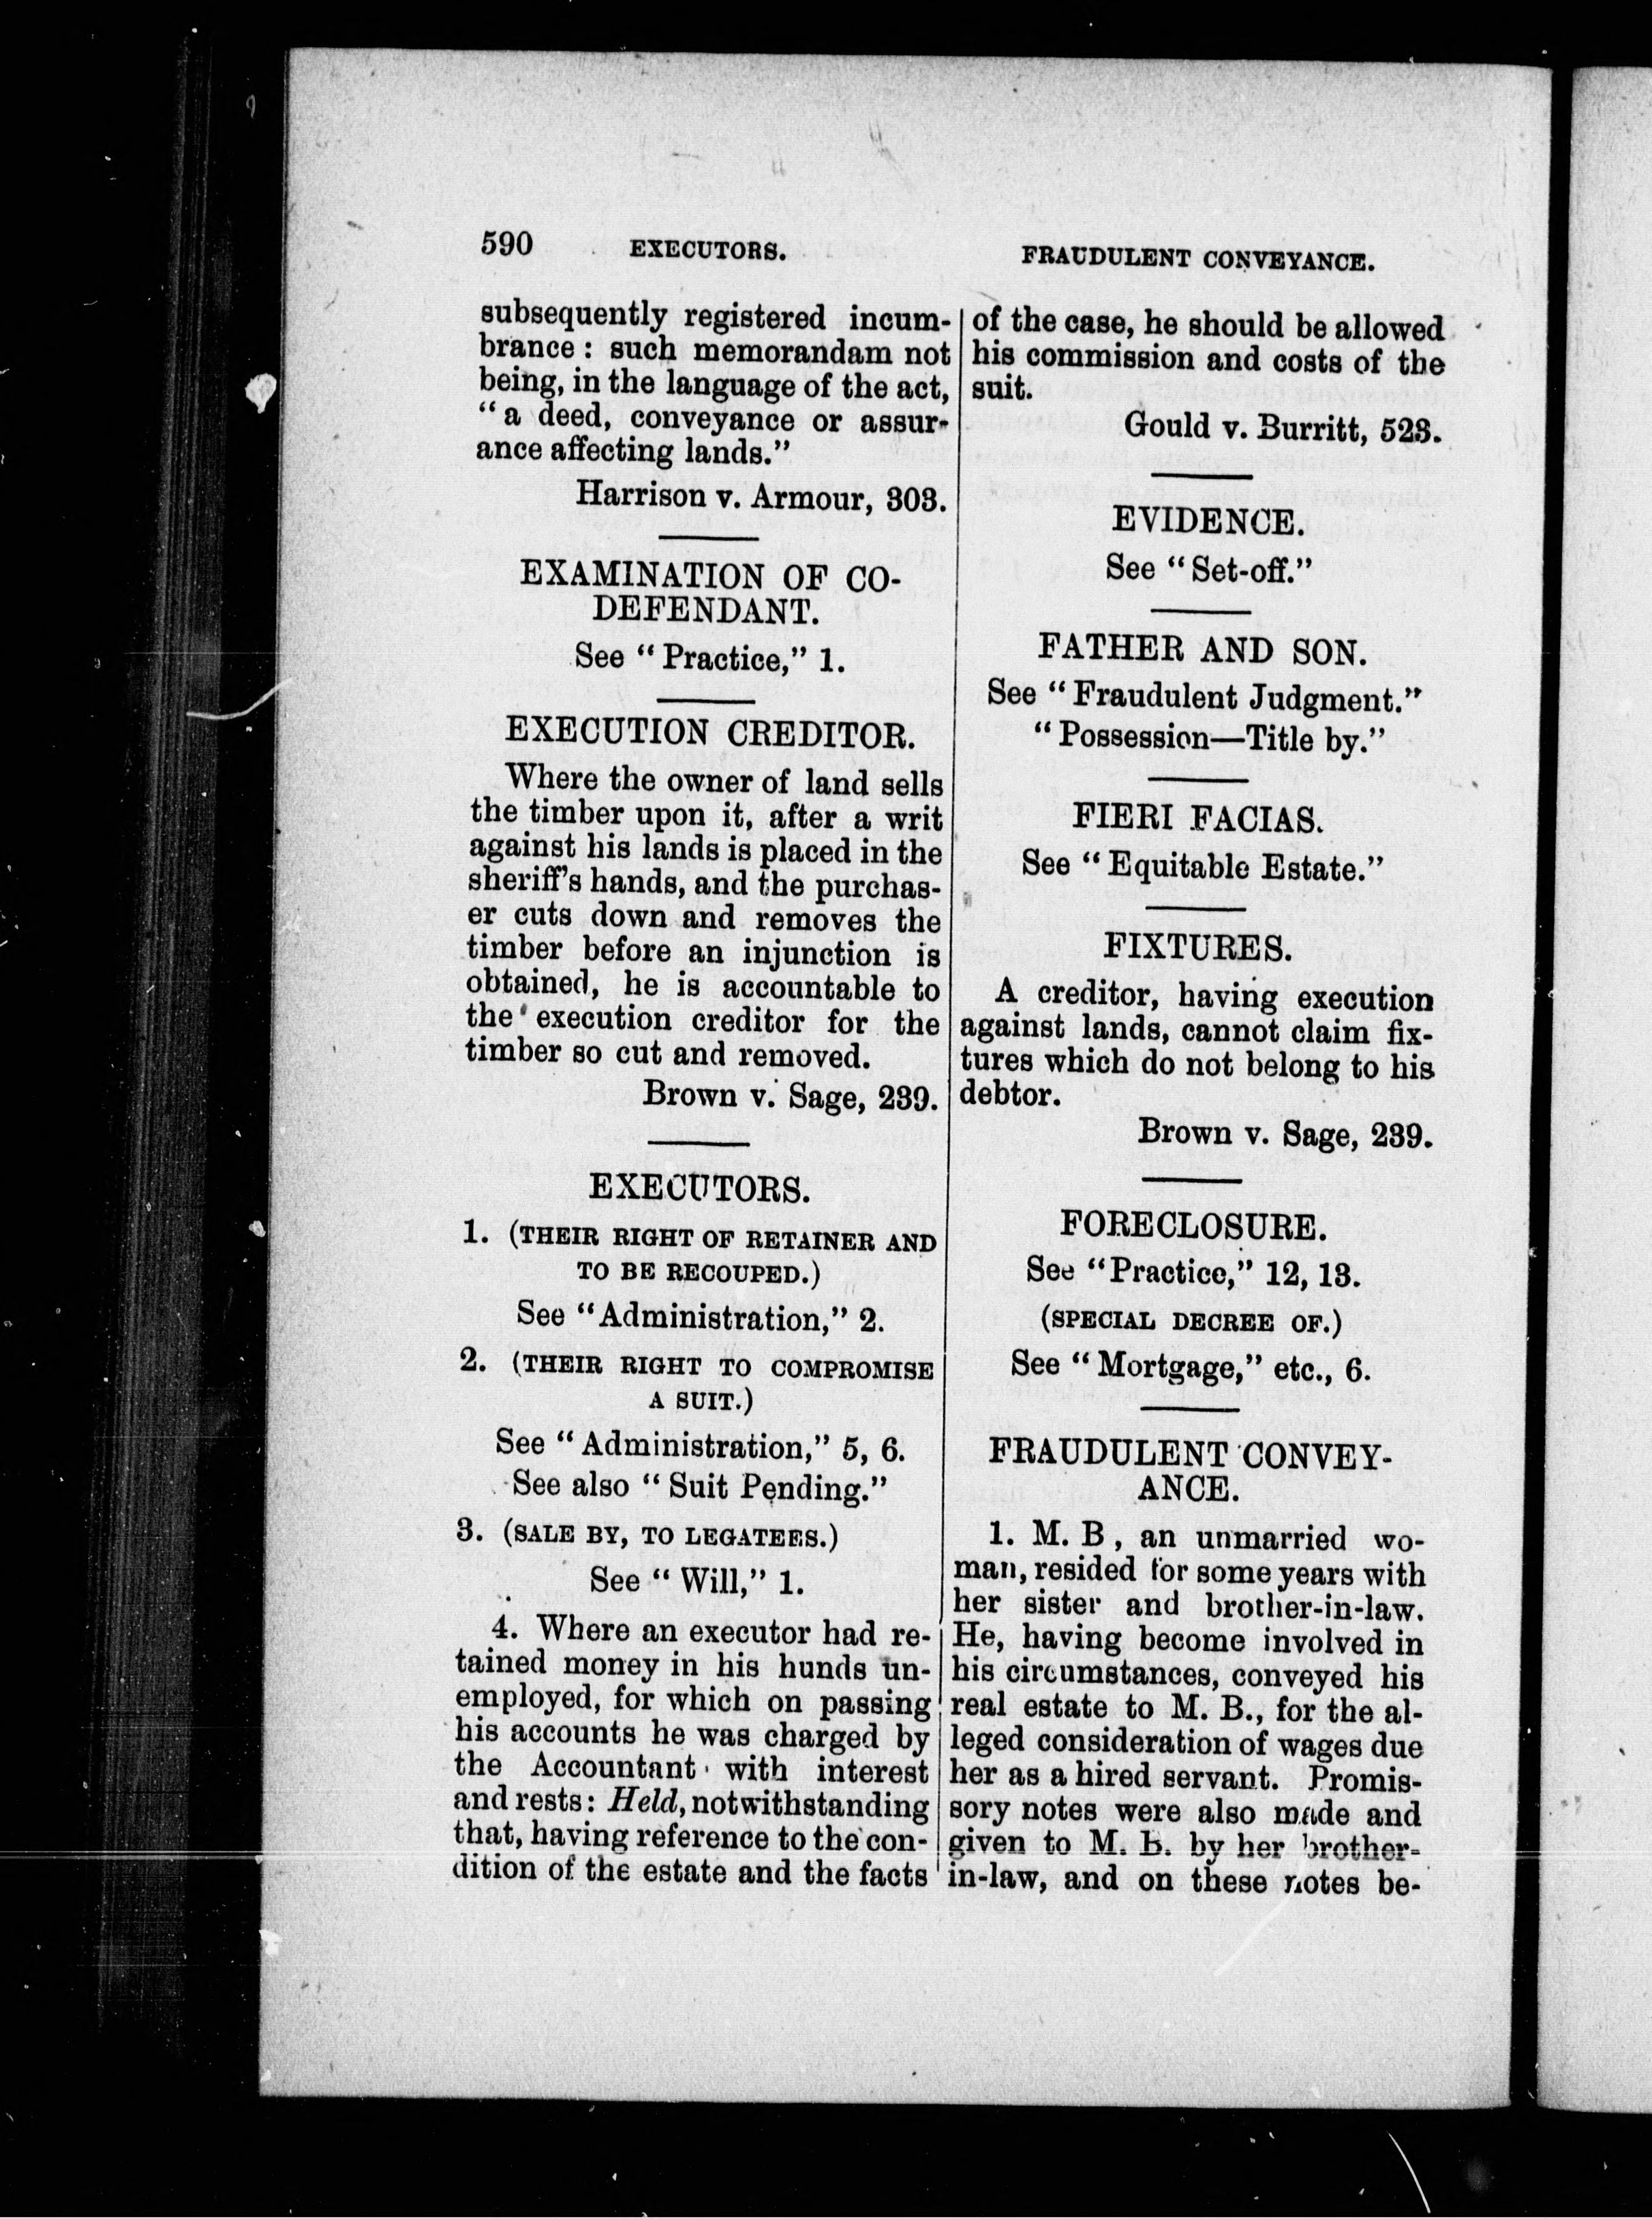 590 EXECUTORS. FRAUDULENT CONVEYANCE.
subsequently registered incum-
brance : such memorandam not
being, in the language of the act,
“a deed, conveyance or assur-
ance affecting lands.”
Harrison v. Armour, 303.
EXAMINATION OF CO-
DEFENDANT.
See “Practice,” 1.
EXECUTION CREDITOR.
Where the owner of land sells
the timber upon it, after a writ
against his lands is placed in the
sheriff’s hands, and the purchas-
er cuts down and removes the
timber before an injunction is
obtained, he is accountable to
the execution creditor for the
timber so cut and removed.
Brown v. Sage, 239.
EXECUTORS.
1. (THEIR RIGHT OF RETAINER AND
TO BE RECOUPED.)
See “Administration,” 2.
2. (THEIR RIGHT TO COMPROMISE
A SUIT.)
See “Administration,” 5, 6.
See also “Suit Pending.”
3. (SALE BY, TO LEGATEES.)
See “Will,” 1.
4. Where an executor had re-
tained money in his hunds un-
employed, for which on passing
his accounts he was charged by
the Accountant with interest
and rests: Held, notwithstanding
that, having reference to the con-
dition of the estate and the facts
of the case, he should be allowed
his commission and costs of the
suit.
Gould v. Burritt, 523.
EVIDENCE.
See “Set-off.”
FATHER AND SON.
See “Fraudulent Judgment.”
“Possession—Title by.”
FIERI FACIAS.
See “Equitable Estate.”
FIXTURES.
A creditor, having execution
against lands, cannot claim fix-
tures which do not belong to his
debtor.
Brown v. Sage, 239.
FORECLOSURE.
See “Practice,” 12, 13.
(SPECIAL DECREE OF.)
See “Mortgage,” etc., 6.
FRAUDULENT CONVEY-
ANCE.
1. M. B, an unmarried wo-
man, resided for some years with
her sister and brother-in-law.
He, having become involved in
his circumstances, conveyed his
real estate to M. B., for the al-
leged consideration of wages due
her as a hired servant. Promis-
sory notes were also made and
given to M. B. by her brother-
in-law, and on these notes be-